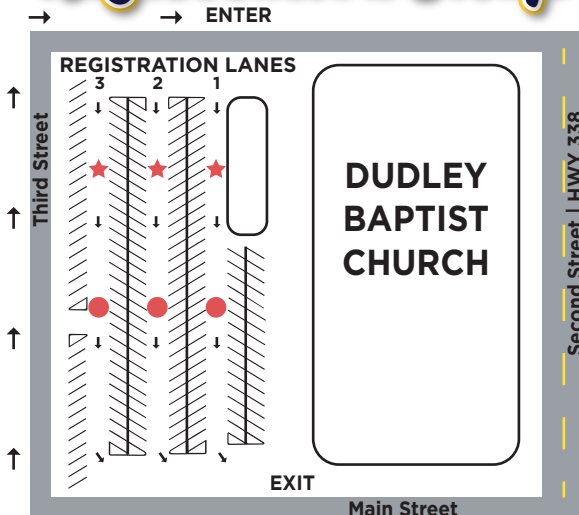 ENTER
REGISTRATION LANES
3 2 1
Third Street
DUDLEY
BAPTIST
CHURCH
Second Street | HWY 338
EXIT
Main Street